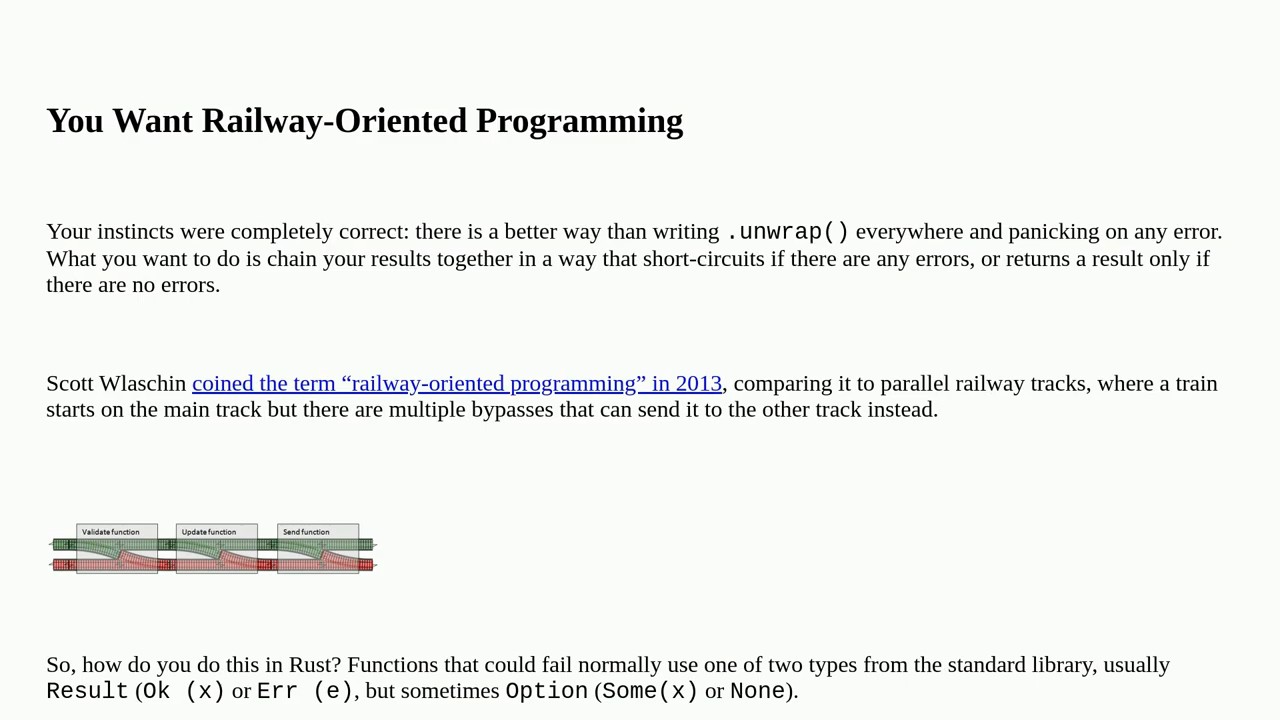 You Want Railway-Oriented Programming
Your instincts were completely correct: there is a better way than writing .unwrap() everywhere and panicking on any error.
What you want to do is chain your results together in a way that short-circuits if there are any errors, or returns a result only if
there are no errors.
Scott Wlaschin coined the term “railway-oriented programming” in 2013, comparing it to parallel railway tracks, where a train
starts on the main track but there are multiple bypasses that can send it to the other track instead.
Validate function Update function Send function
So, how do you do this in Rust? Functions that could fail normally use one of two types from the standard library, usually
Result (Ok (x) or Err (e), but sometimes Option (Some(x) or None).